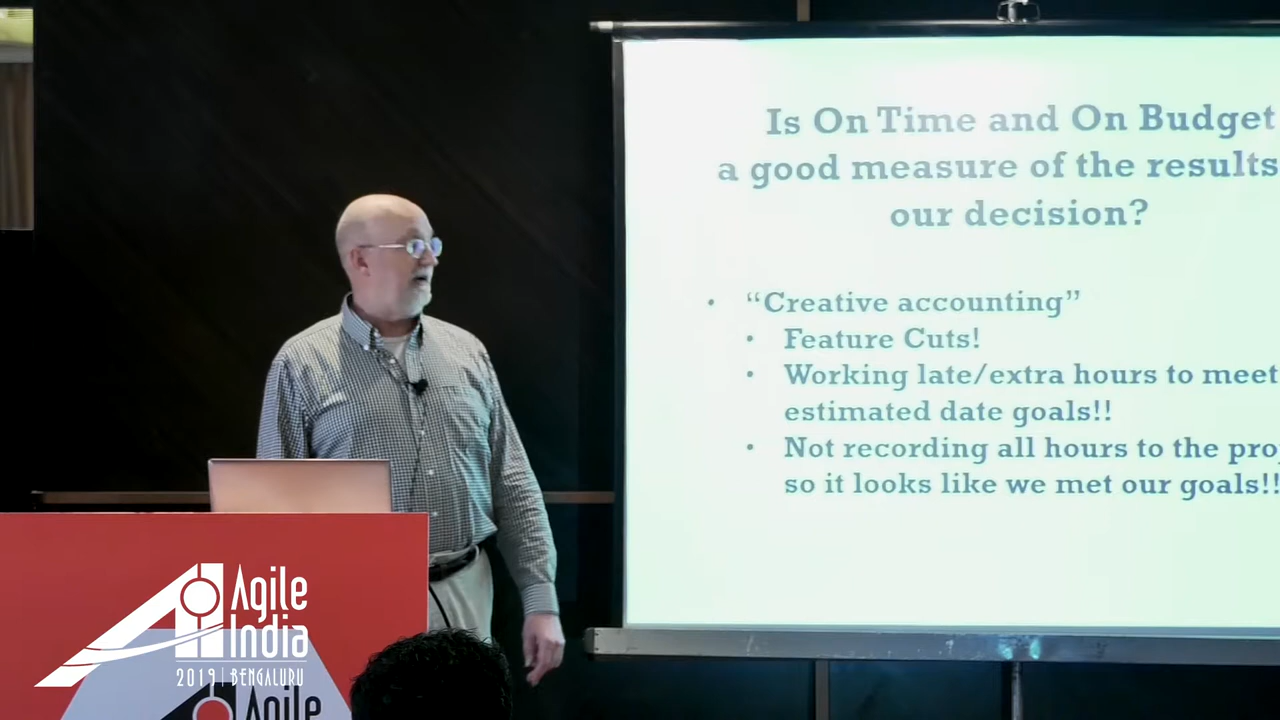 Is On Time and On Budget
a good measure of the results
our decision?
• “Creative accounting”
• Feature Cuts!
• Working late/extra hours to meet
estimated date goals!!
• Not recording all hours to the
so it looks like we met our goals!!
Agile
India
2019 | BENGALURU
Agile